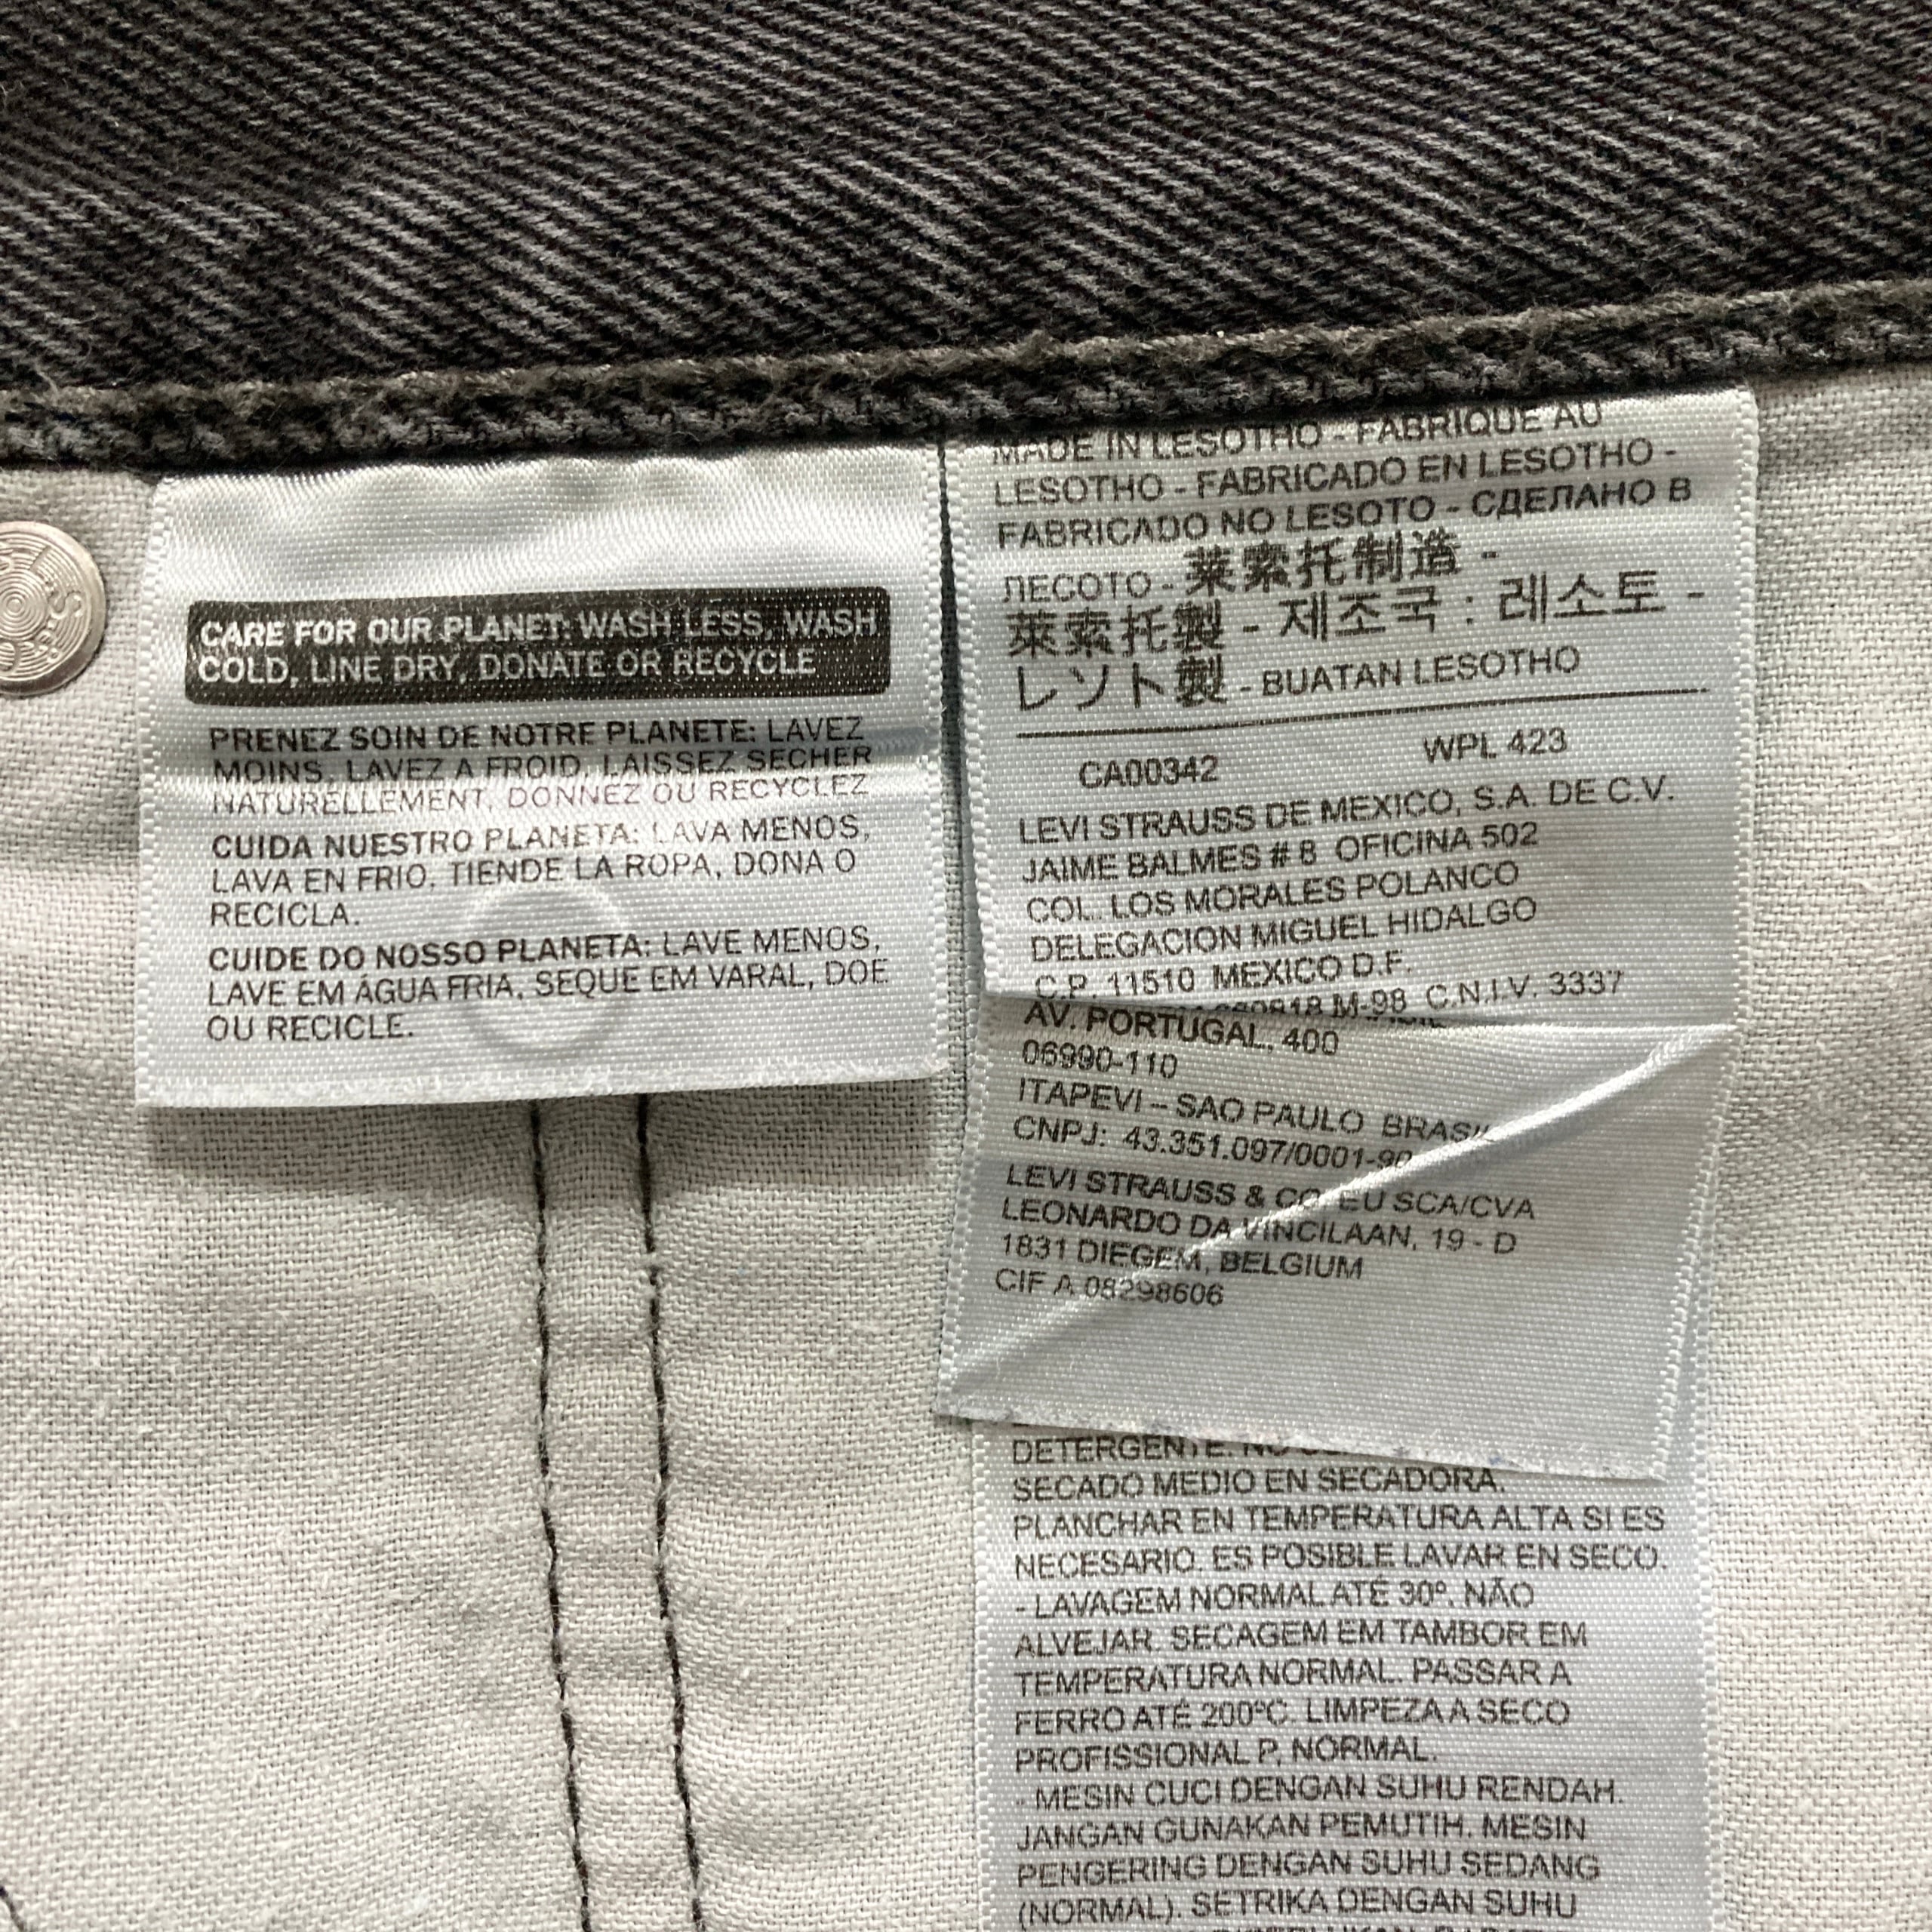 CARE FOR OUR PLANET: WASH LESS, WASH
COLD, LINE DRY, DONATE OR RECYCLE
PRENEZ SOIN DE NOTRE PLANETE: LAVEZ
MOINS, LAVEZ A FROID, LAISSEZ SECHER
NATURELLEMENT, DONNEZ OU RECYCLEZ
CUIDA NUESTRO PLANETA: LAVA MENOS,
LAVA EN FRIO, TIENDE LA ROPA, DONA O
RECICLA.
CUIDE DO NOSSO PLANETA: LAVE MENOS,
LAVE EM ÁGUA FRIA, SEQUE EM VARAL, DOE
OU RECICLE.
MADE IN LESOTHO - FABRIQUE AU
LESOTHO - FABRICADO EN LESOTHO -
FABRICADO NO LESOTO - СДЕЛАНО В
ЛЕСОТО - 莱索托制造 -
萊索托製 - 제조국 : 레소토 -
レソト製 - BUATAN LESOTHO
CA00342 WPL 423
LEVI STRAUSS DE MEXICO, S.A. DE C.V.
JAIME BALMES # 8 OFICINA 502
COL. LOS MORALES POLANCO
DELEGACION MIGUEL HIDALGO
C.P. 11510 MEXICO D.F.
M-98 C.N.I.V. 3337
AV. PORTUGAL, 400
06990-110
ITAPEVI – SAO PAULO BRASIL
CNPJ: 43.351.097/0001-90
LEVI STRAUSS & CO EU SCA/CVA
LEONARDO DA VINCILAAN, 19 - D
1831 DIEGEM, BELGIUM
CIF A 08298606
DETERGENTE. NO
SECADO MEDIO EN SECADORA.
PLANCHAR EN TEMPERATURA ALTA SI ES
NECESARIO. ES POSIBLE LAVAR EN SECO.
- LAVAGEM NORMAL ATÉ 30º. NÃO
ALVEJAR. SECAGEM EM TAMBOR EM
TEMPERATURA NORMAL. PASSAR A
FERRO ATÉ 200ºC. LIMPEZA A SECO
PROFISSIONAL P, NORMAL.
- MESIN CUCI DENGAN SUHU RENDAH.
JANGAN GUNAKAN PEMUTIH. MESIN
PENGERING DENGAN SUHU SEDANG
(NORMAL). SETRIKA DENGAN SUHU